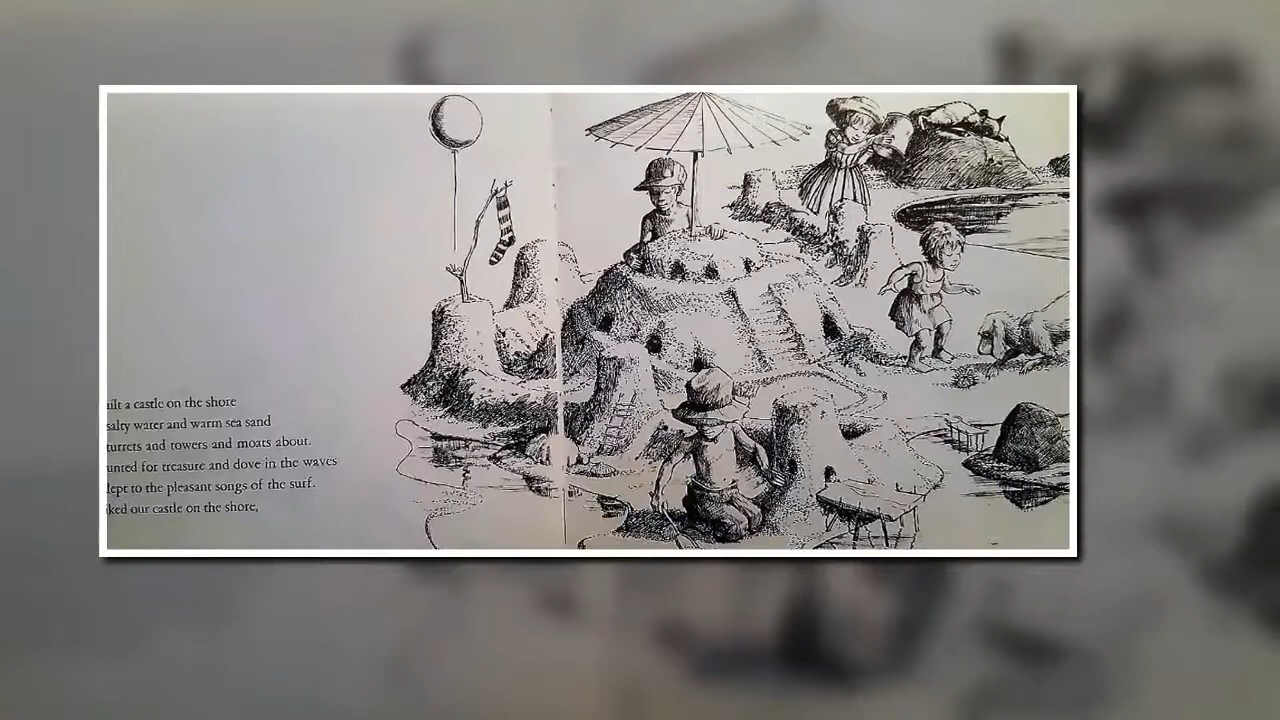 uilt a castle on the shore
salty water and warm sea sand
turrets and towers and moats about.
unted for treasure and dove in the waves
lept to the pleasant songs of the surf.
iked our castle on the shore,